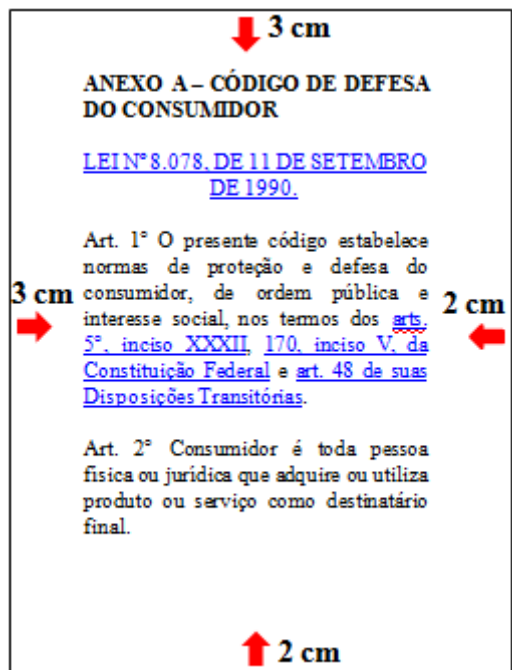 3 cm
ANEXO A – CÓDIGO DE DEFESA
DO CONSUMIDOR
LEI Nº 8.078, DE 11 DE SETEMBRO
DE 1990.
Art. 1° O presente código estabelece
normas de proteção e defesa do
3 cm consumidor, de ordem pública e
interesse social, nos termos dos arts. 2 cm
5°, inciso XXXII, 170, inciso V, da
Constituição Federal e art. 48 de suas
Disposições Transitórias.
Art. 2° Consumidor é toda pessoa
física ou jurídica que adquire ou utiliza
produto ou serviço como destinatário
final.
2 cm